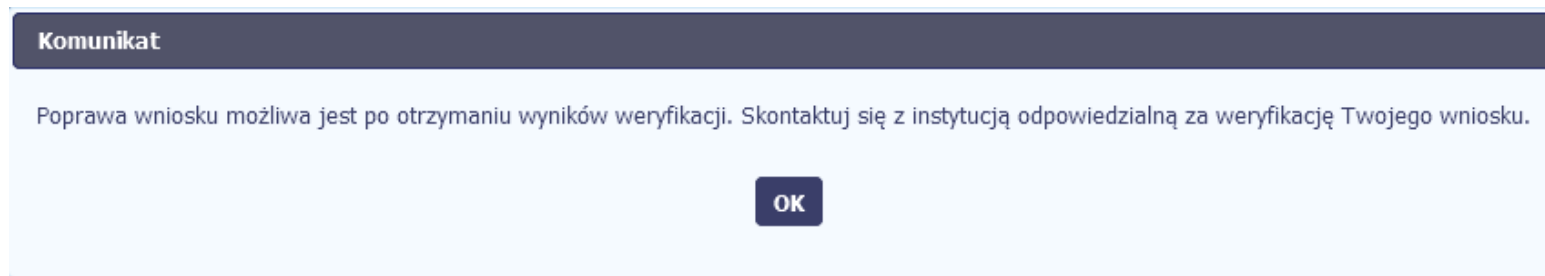 Komunikat
Poprawa wniosku możliwa jest po otrzymaniu wyników weryfikacji. Skontaktuj się z instytucją odpowiedzialną za weryfikację Twojego wniosku.
OK